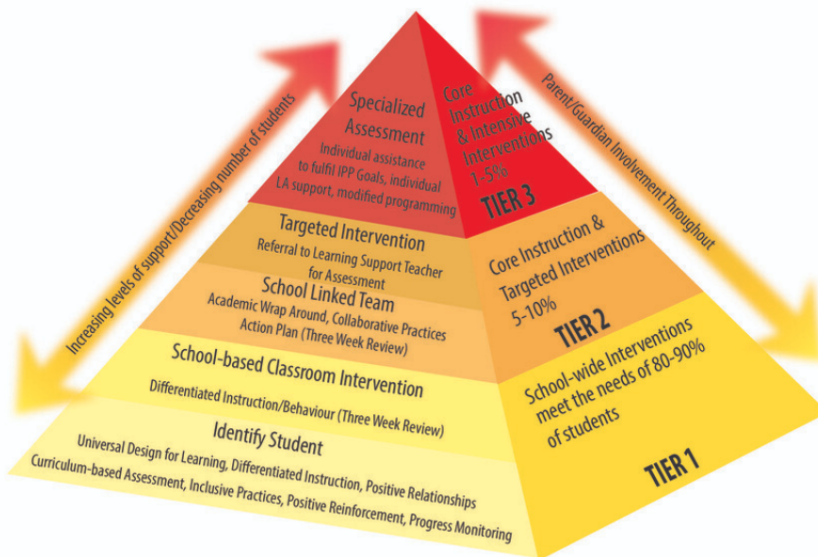 Increasing levels of support/Decreasing number of students
Specialized
Assessment
Individual assistance
to fulfil IPP Goals, individual
LA support, modified programming
Core
Instruction
& Intensive
Interventions
1-5%
TIER 3
Parent/Guardian Involvement Throughout
Targeted Intervention
Referral to Learning Support Teacher
for Assessment
School Linked Team
Academic Wrap Around, Collaborative Practices
Action Plan (Three Week Review)
Core Instruction &
Targeted Interventions
5-10%
TIER 2
School-based Classroom Intervention
Differentiated Instruction/Behaviour (Three Week Review)
Identify Student
Universal Design for Learning, Differentiated Instruction, Positive Relationships
Curriculum-based Assessment, Inclusive Practices, Positive Reinforcement, Progress Monitoring
School-wide Interventions
meet the needs of 80-90%
of students
TIER 1